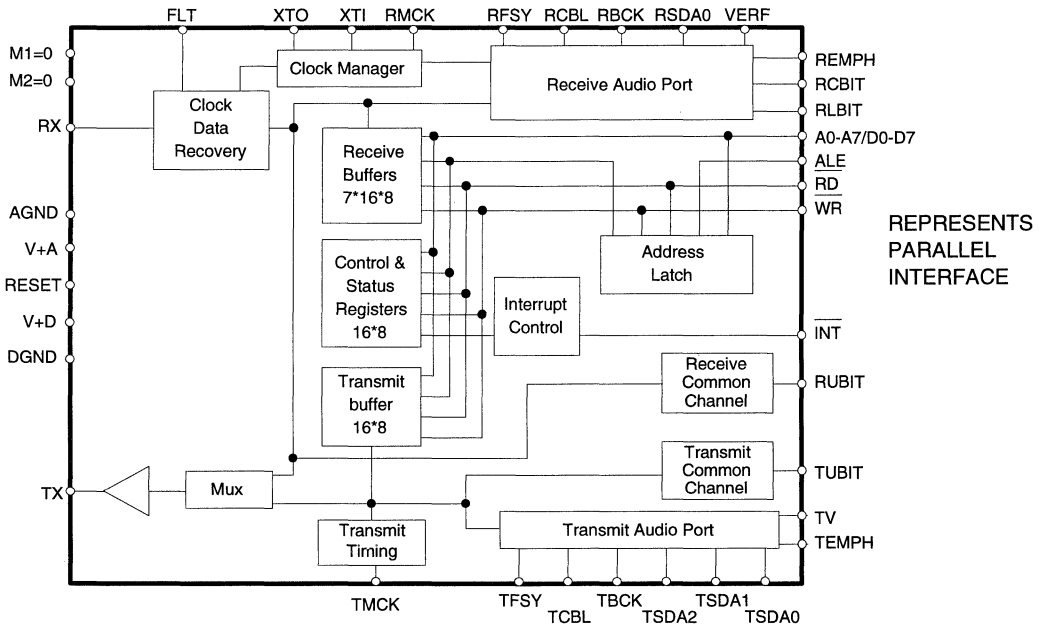 FLT XTO XTI RMCK RFSY RCBL RBCK RSDA0 VERF
M1=0
M2=0
RX
AGND
V+A
RESET
V+D
DGND
TX
Clock Manager
Clock
Data
Recovery
Receive Audio Port
Receive
Buffers
7*16*8
Control &
Status
Registers
16*8
Interrupt
Control
Address
Latch
Transmit
buffer
16*8
Receive
Common
Channel
Transmit
Common
Channel
Mux
Transmit
Timing
Transmit Audio Port
REMPH
RCBIT
RLBIT
A0-A7/D0-D7
ALE
RD
WR
INT
RUBIT
TUBIT
TV
TEMPH
REPRESENTS
PARALLEL
INTERFACE
TMCK TFSY TBCK TSDA1
TCBL TSDA2 TSDA0